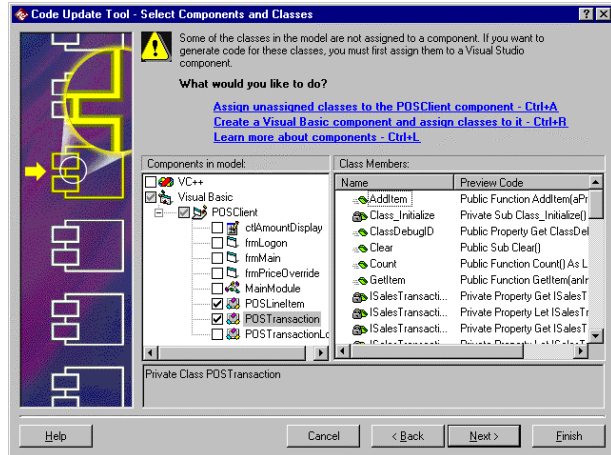 Code Update Tool - Select Components and Classes
Some of the classes in the model are not assigned to a component. If you want to
generate code for these classes, you must first assign them to a Visual Studio
component.
What would you like to do?
Assign unassigned classes to the POSClient component - Ctrl+A
Create a Visual Basic component and assign classes to it - Ctrl+R
Learn more about components - Ctrl+L
Components in model:
VC++
Visual Basic
POSClient
ctlAmountDisplay
frmLogon
frmMain
frmPriceOverride
MainModule
POSLineItem
POSTransaction
POSTransactionLo
Class Members:
Name Preview Code
AddItem Public Function AddItem(aPr
Class_Initialize Private Sub Class_Initialize()
ClassDebugID Public Property Get ClassDel
Clear Public Sub Clear()
Count Public Function Count() As L
GetItem Public Function GetItem(anIr
ISalesTransacti... Private Property Get ISalesT
ISalesTransacti... Private Property Let ISalesTr
ISalesTransacti... Private Property Get ISalesT
ISalesTransacti... Private Property Let ISalesTr
Private Class POSTransaction
Help Cancel < Back Next > Finish